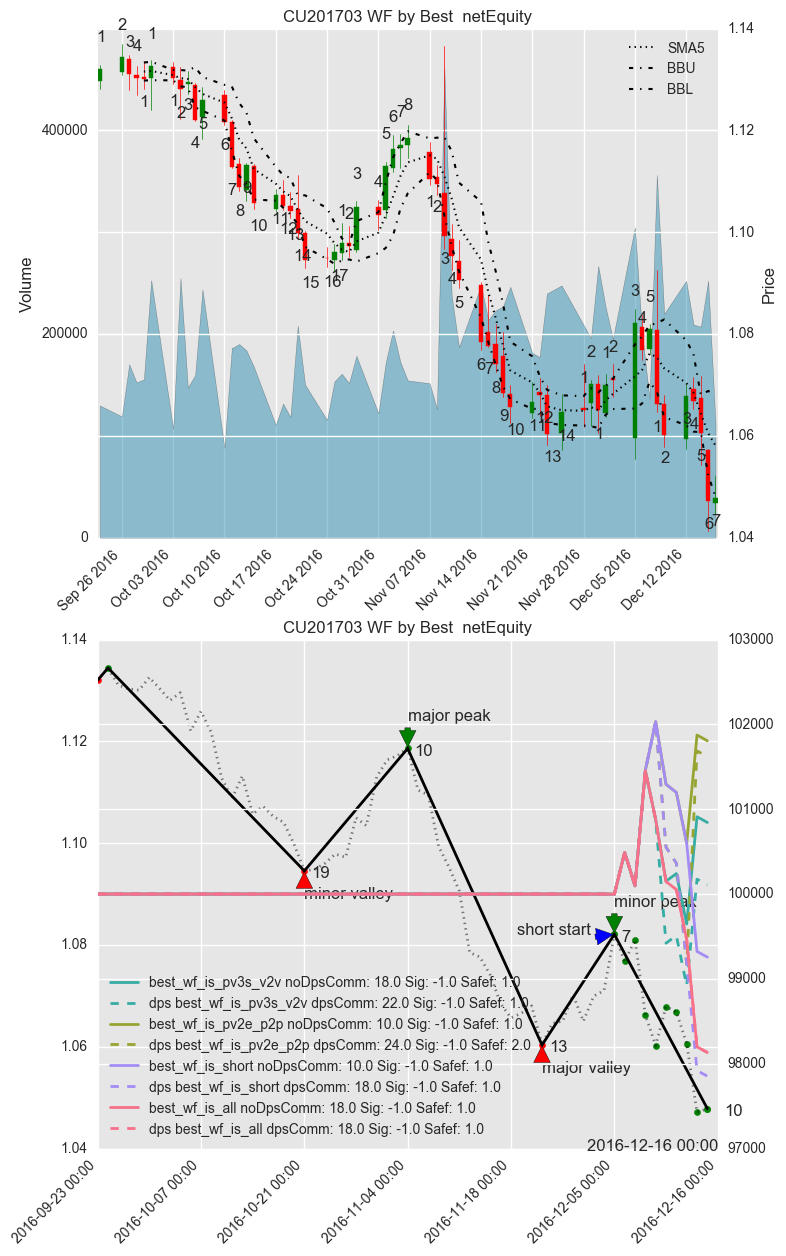 CU201703 WF by Best  netEquity
1.14
SMA5
BBU
BBL
400000
1.12
1.10
Volume
Price
200000
1.08
1.06
0
1.04
Sep 26 2016
Oct 03 2016
Oct 10 2016
Oct 17 2016
Oct 24 2016
Oct 31 2016
Nov 07 2016
Nov 14 2016
Nov 21 2016
Nov 28 2016
Dec 05 2016
Dec 12 2016
CU201703 WF by Best  netEquity
1.14
103000
major peak
102000
1.12
10
101000
1.10
19
minor valley
100000
minor peak
short start
7
1.08
99000
best_wf_is_pv3s_v2v noDpsComm: 18.0 Sig: -1.0 Safef: 1.0
dps best_wf_is_pv3s_v2v dpsComm: 22.0 Sig: -1.0 Safef: 1.0
best_wf_is_pv2e_p2p noDpsComm: 10.0 Sig: -1.0 Safef: 1.0
dps best_wf_is_pv2e_p2p dpsComm: 24.0 Sig: -1.0 Safef: 2.0
1.06
13
best_wf_is_short noDpsComm: 10.0 Sig: -1.0 Safef: 1.0
major valley
98000
dps best_wf_is_short dpsComm: 18.0 Sig: -1.0 Safef: 1.0
best_wf_is_all noDpsComm: 18.0 Sig: -1.0 Safef: 1.0
10
dps best_wf_is_all dpsComm: 18.0 Sig: -1.0 Safef: 1.0
2016-12-16 00:00
1.04
97000
2016-09-23 00:00
2016-10-07 00:00
2016-10-21 00:00
2016-11-04 00:00
2016-11-18 00:00
2016-12-05 00:00
2016-12-16 00:00